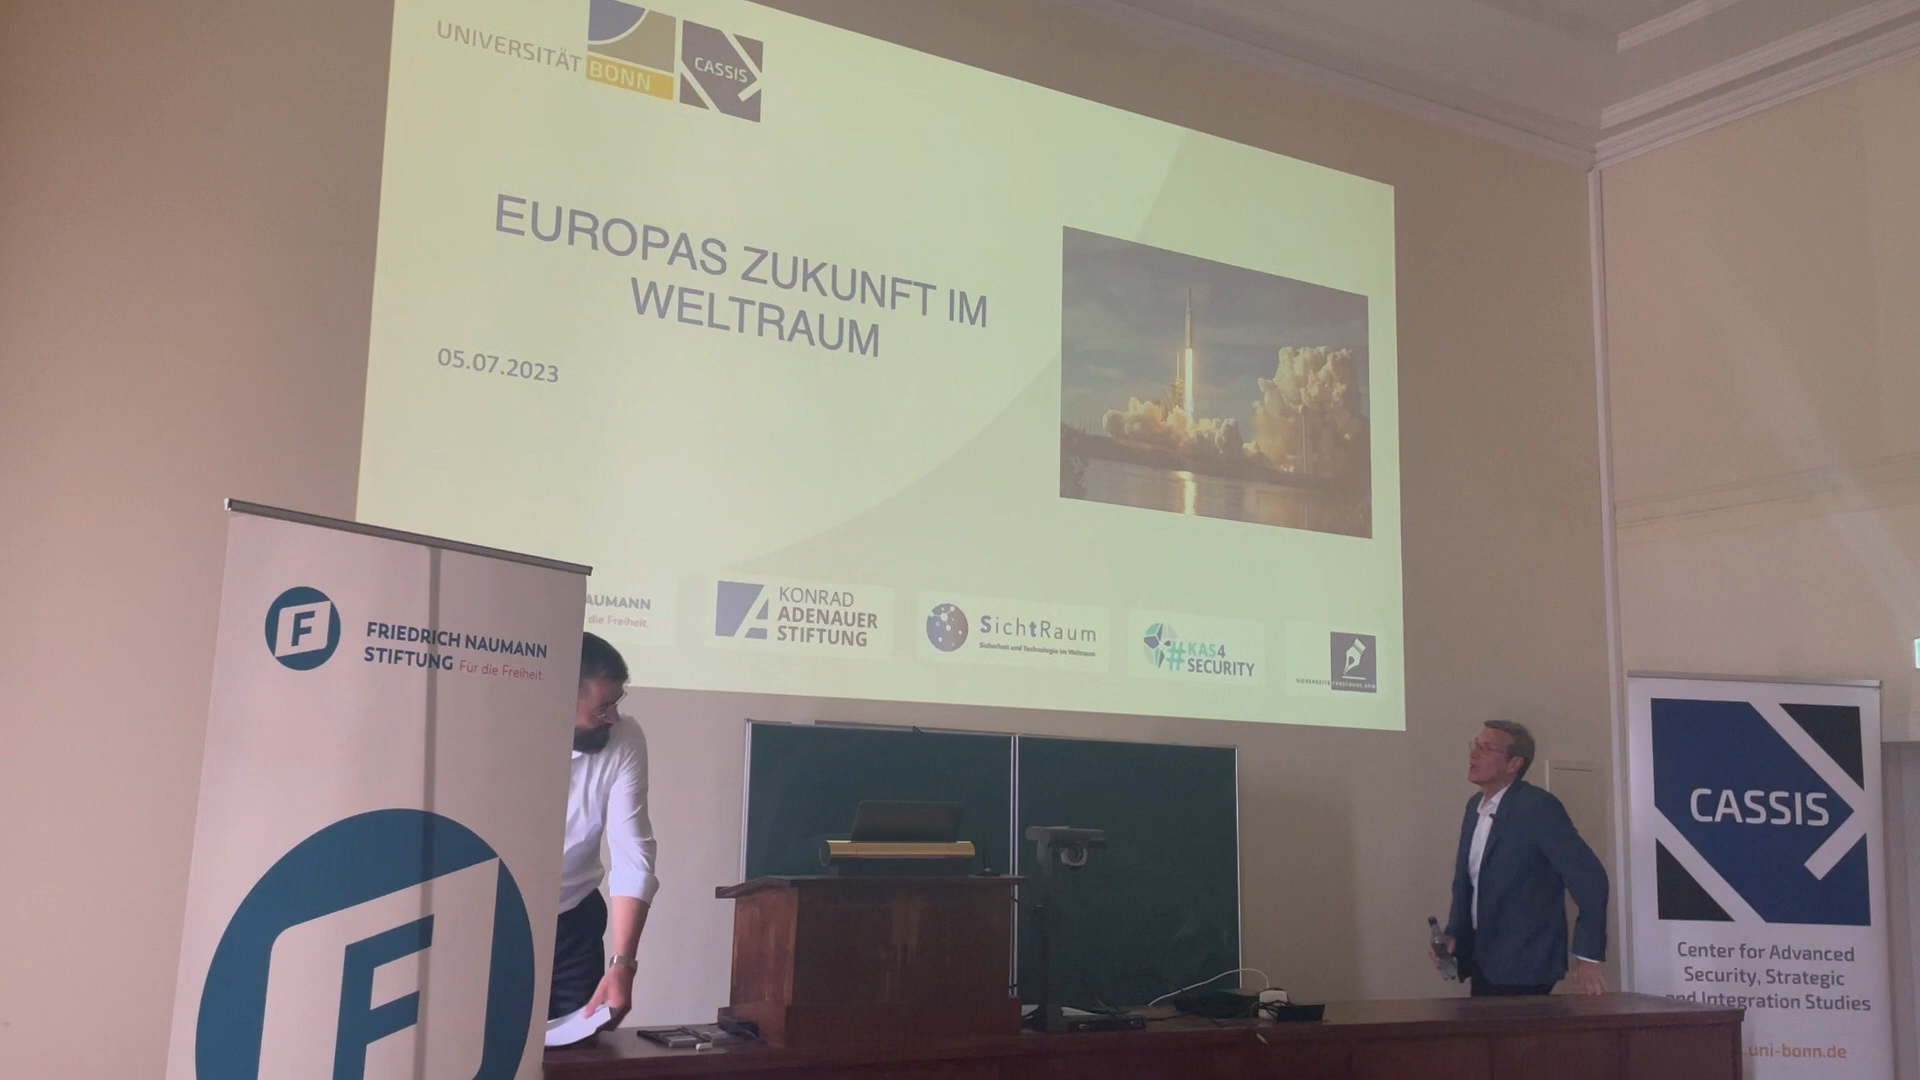 UNIVERSITÄT BONN
CASSIS
EUROPAS ZUKUNFT IM
WELTRAUM
05.07.2023
AUMANN
die Freiheit.
KONRAD
ADENAUER
STIFTUNG
SichtRaum
Sicherheit und Technologie im Weltraum
#KAS4
SECURITY
F
FRIEDRICH NAUMANN
STIFTUNG Für die Freiheit.
F
CASSIS
Center for Advanced
Security, Strategic
and Integration Studies
.uni-bonn.de